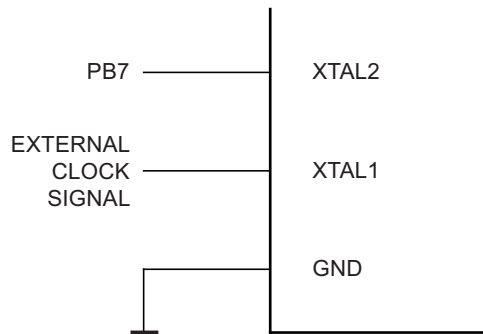 PB7
XTAL2
EXTERNAL
CLOCK
SIGNAL
XTAL1
GND